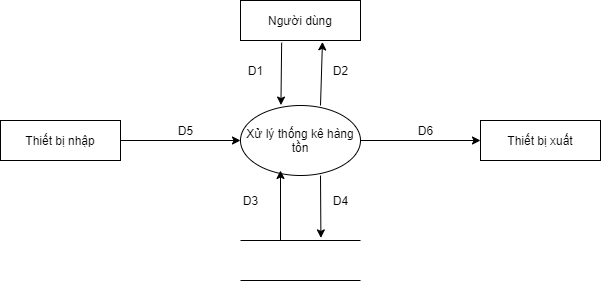 Người dùng
D1
D2
Thiết bị nhập
D5
Xử lý thống kê hàng
tồn
D6
Thiết bị xuất
D3
D4